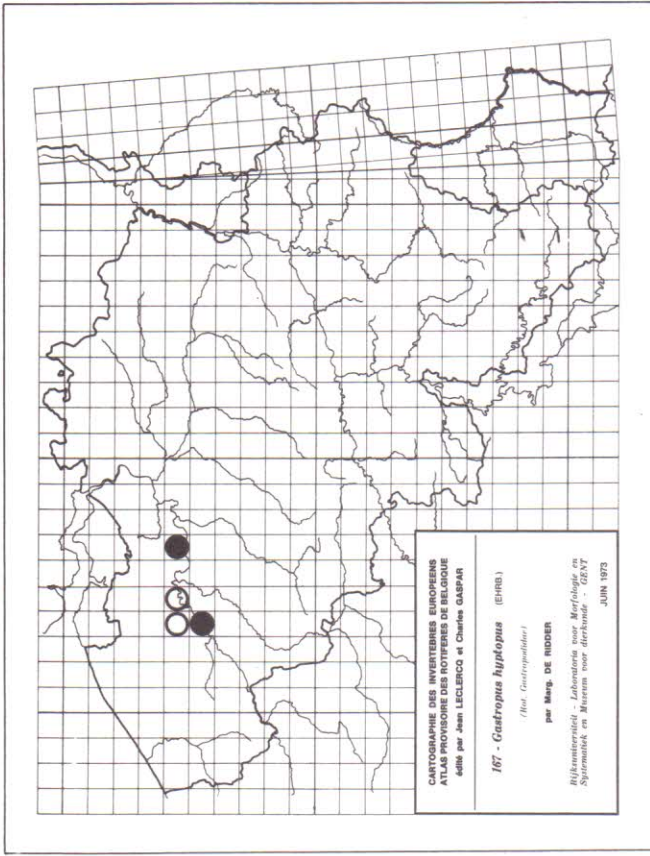 CARTOGRAPHIE DES INVERTEBRES EUROPEENS
ATLAS PROVISOIRE DES ROTIFERES DE BELGIQUE
édité par Jean LECLERCQ et Charles GASPAR
167 - Gastropus hyptopus (EHRB.)
(Rot. Gastropodidae)
par Marg. DE RIDDER
Rijksuniversiteit - Laboratoria voor Morfologie en
Systematiek en Museum voor dierkunde - GENT
JUIN 1973